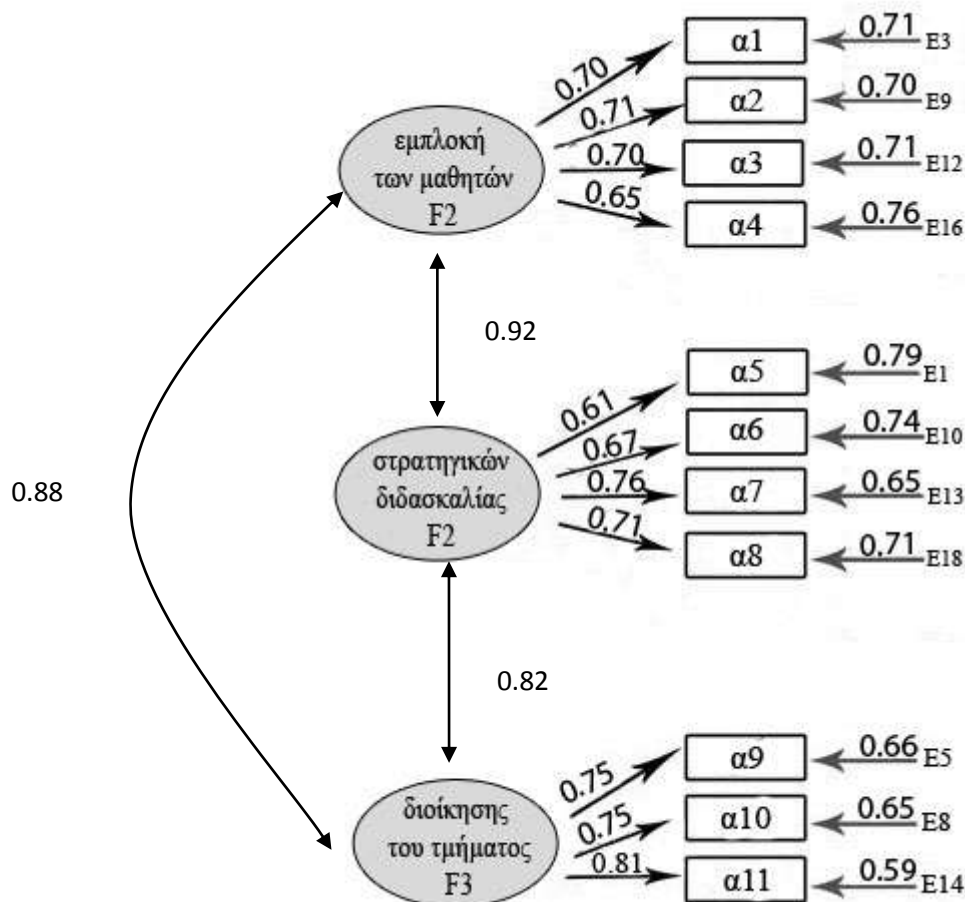 0.70
α1
0.71
E3
εμπλοκή
των μαθητών
F2
0.71
α2
0.70
E9
0.70
α3
0.71
E12
0.65
α4
0.76
E16
0.92
0.88
στρατηγικών
διδασκαλίας
F2
0.61
α5
0.79
E1
0.67
α6
0.74
E10
0.76
α7
0.65
E13
0.71
α8
0.71
E18
0.82
διοίκησης
του τμήματος
F3
0.75
α9
0.66
E5
0.75
α10
0.65
E8
0.81
α11
0.59
E14